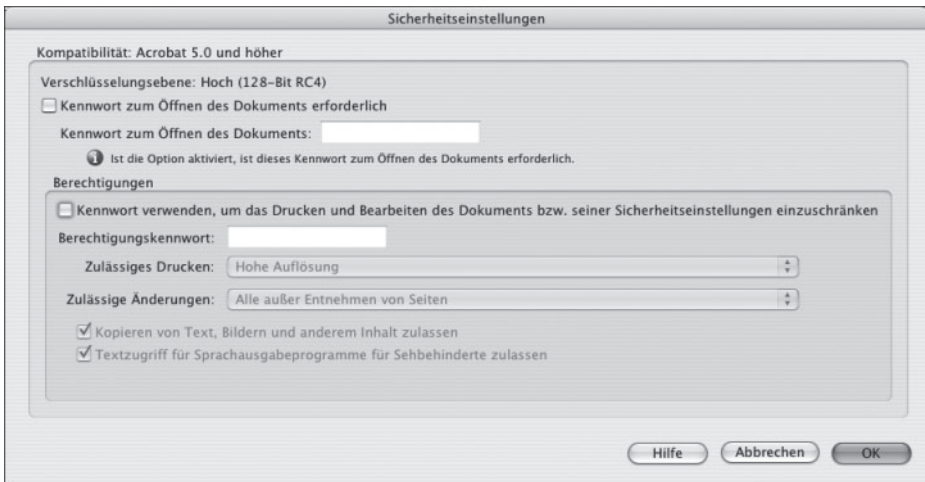 Sicherheitseinstellungen
Kompatibilität: Acrobat 5.0 und höher
Verschlüsselungsebene: Hoch (128-Bit RC4)
Kennwort zum Öffnen des Dokuments erforderlich
Kennwort zum Öffnen des Dokuments:
Ist die Option aktiviert, ist dieses Kennwort zum Öffnen des Dokuments erforderlich.
Berechtigungen
Kennwort verwenden, um das Drucken und Bearbeiten des Dokuments bzw. seiner Sicherheitseinstellungen einzuschränken
Berechtigungskennwort:
Zulässiges Drucken: Hohe Auflösung
Zulässige Änderungen: Alle außer Entnehmen von Seiten
Kopieren von Text, Bildern und anderem Inhalt zulassen
Textzugriff für Sprachausgabeprogramme für Sehbehinderte zulassen
Hilfe Abbrechen OK